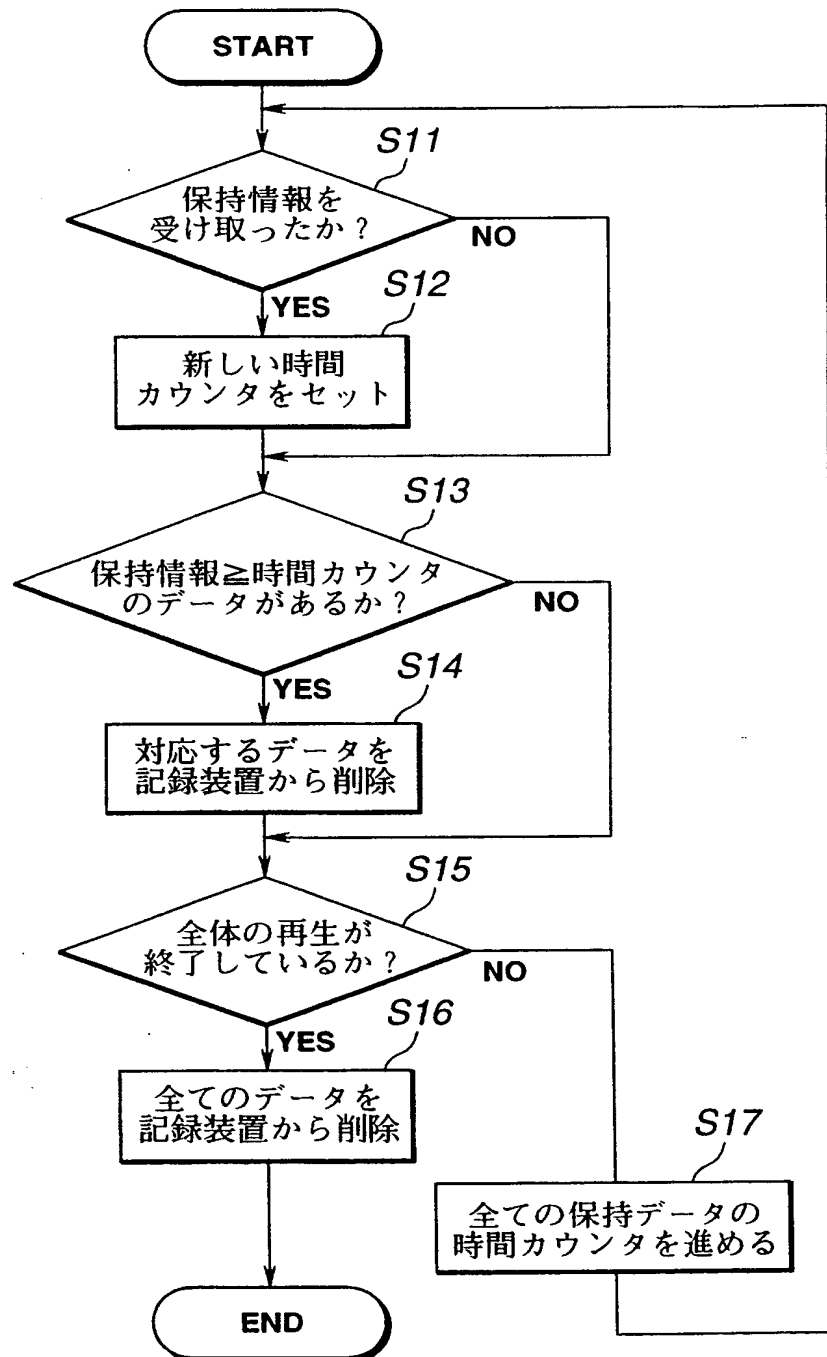 START
S11
保持情報を
受け取ったか?
NO
YES
S12
新しい時間
カウンタをセット
S13
保持情報≧時間カウンタ
のデータがあるか?
NO
YES
S14
対応するデータを
記録装置から削除
S15
全体の再生が
終了しているか?
NO
YES
S16
全てのデータを
記録装置から削除
S17
全ての保持データの
時間カウンタを進める
END